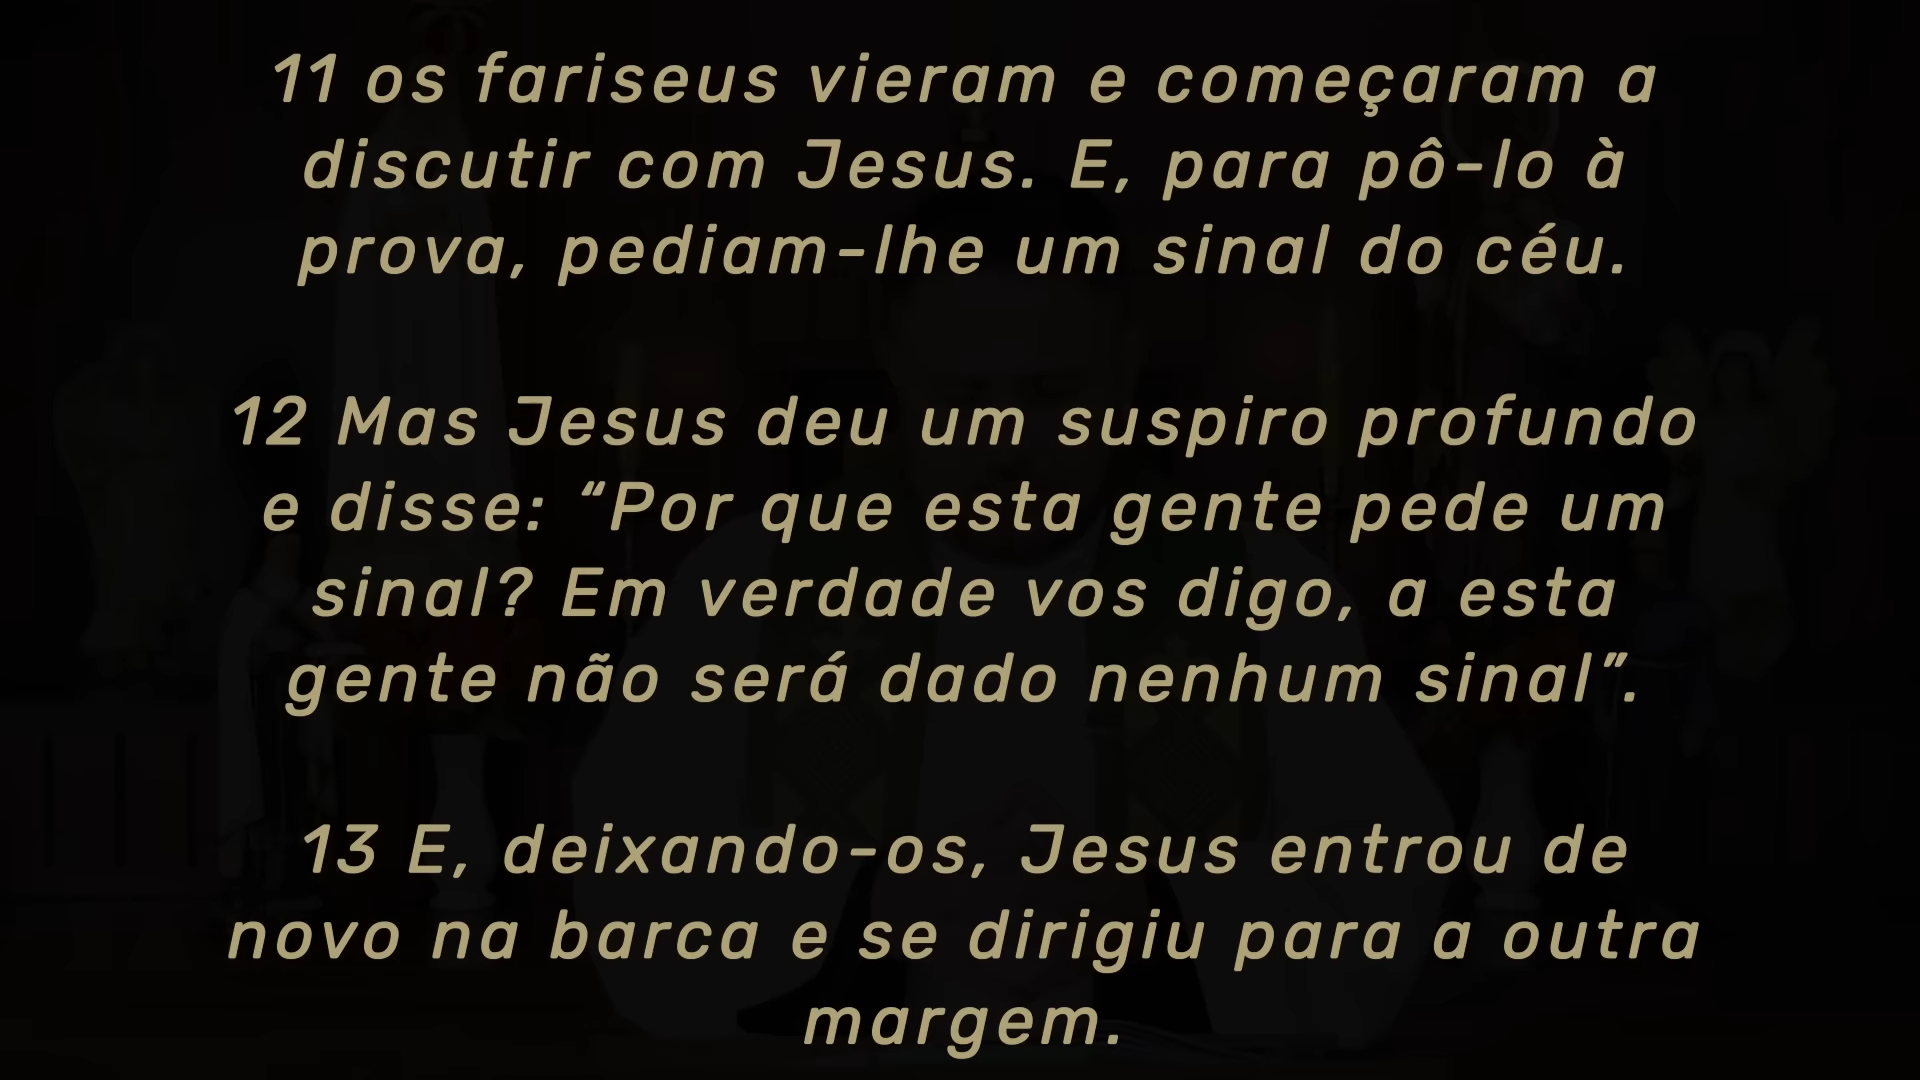 11 os fariseus vieram e começaram a
discutir com Jesus. E, para pô-lo à
prova, pediam-lhe um sinal do céu.
12 Mas Jesus deu um suspiro profundo
e disse: “Por que esta gente pede um
sinal? Em verdade vos digo, a esta
gente não será dado nenhum sinal”.
13 E, deixando-os, Jesus entrou de
novo na barca e se dirigiu para a outra
margem.